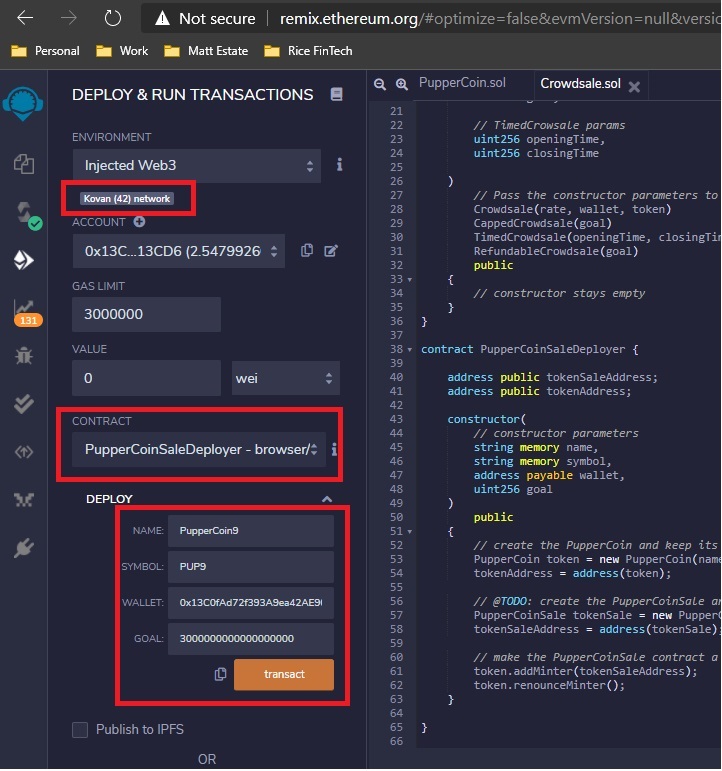 Not secure | remix.ethereum.org/#optimize=false&evmVersion=null&versio
Personal Work Matt Estate Rice FinTech
DEPLOY & RUN TRANSACTIONS
ENVIRONMENT
Injected Web3
Kovan (42) network
ACCOUNT
0x13C...13CD6 (2.5479926
GAS LIMIT
3000000
VALUE
0 wei
CONTRACT
PupperCoinSaleDeployer - browser/
DEPLOY
NAME: PupperCoin9
SYMBOL: PUP9
WALLET: 0x13C0fAd72f393A9ea42AE9
GOAL: 3000000000000000000
transact
Publish to IPFS
OR
131
PupperCoin.sol Crowdsale.sol
21
22 // TimedCrowsale params
23 uint256 openingTime,
24 uint256 closingTime
25
26 )
27 // Pass the constructor parameters to
28 Crowdsale(rate, wallet, token)
29 CappedCrowdsale(goal)
30 TimedCrowdsale(openingTime, closingTim
31 RefundableCrowdsale(goal)
32 public
33 {
34 // constructor stays empty
35 }
36 }
37
38 contract PupperCoinSaleDeployer {
39
40 address public tokenSaleAddress;
41 address public tokenAddress;
42
43 constructor(
44 // constructor parameters
45 string memory name,
46 string memory symbol,
47 address payable wallet,
48 uint256 goal
49 )
50 public
51 {
52 // create the PupperCoin and keep its
53 PupperCoin token = new PupperCoin(name
54 tokenAddress = address(token);
55
56 // @TODO: create the PupperCoinSale an
57 PupperCoinSale tokenSale = new PupperC
58 tokenSaleAddress = address(tokenSale);
59
60 // make the PupperCoinSale contract a
61 token.addMinter(tokenSaleAddress);
62 token.renounceMinter();
63 }
64
65 }
66